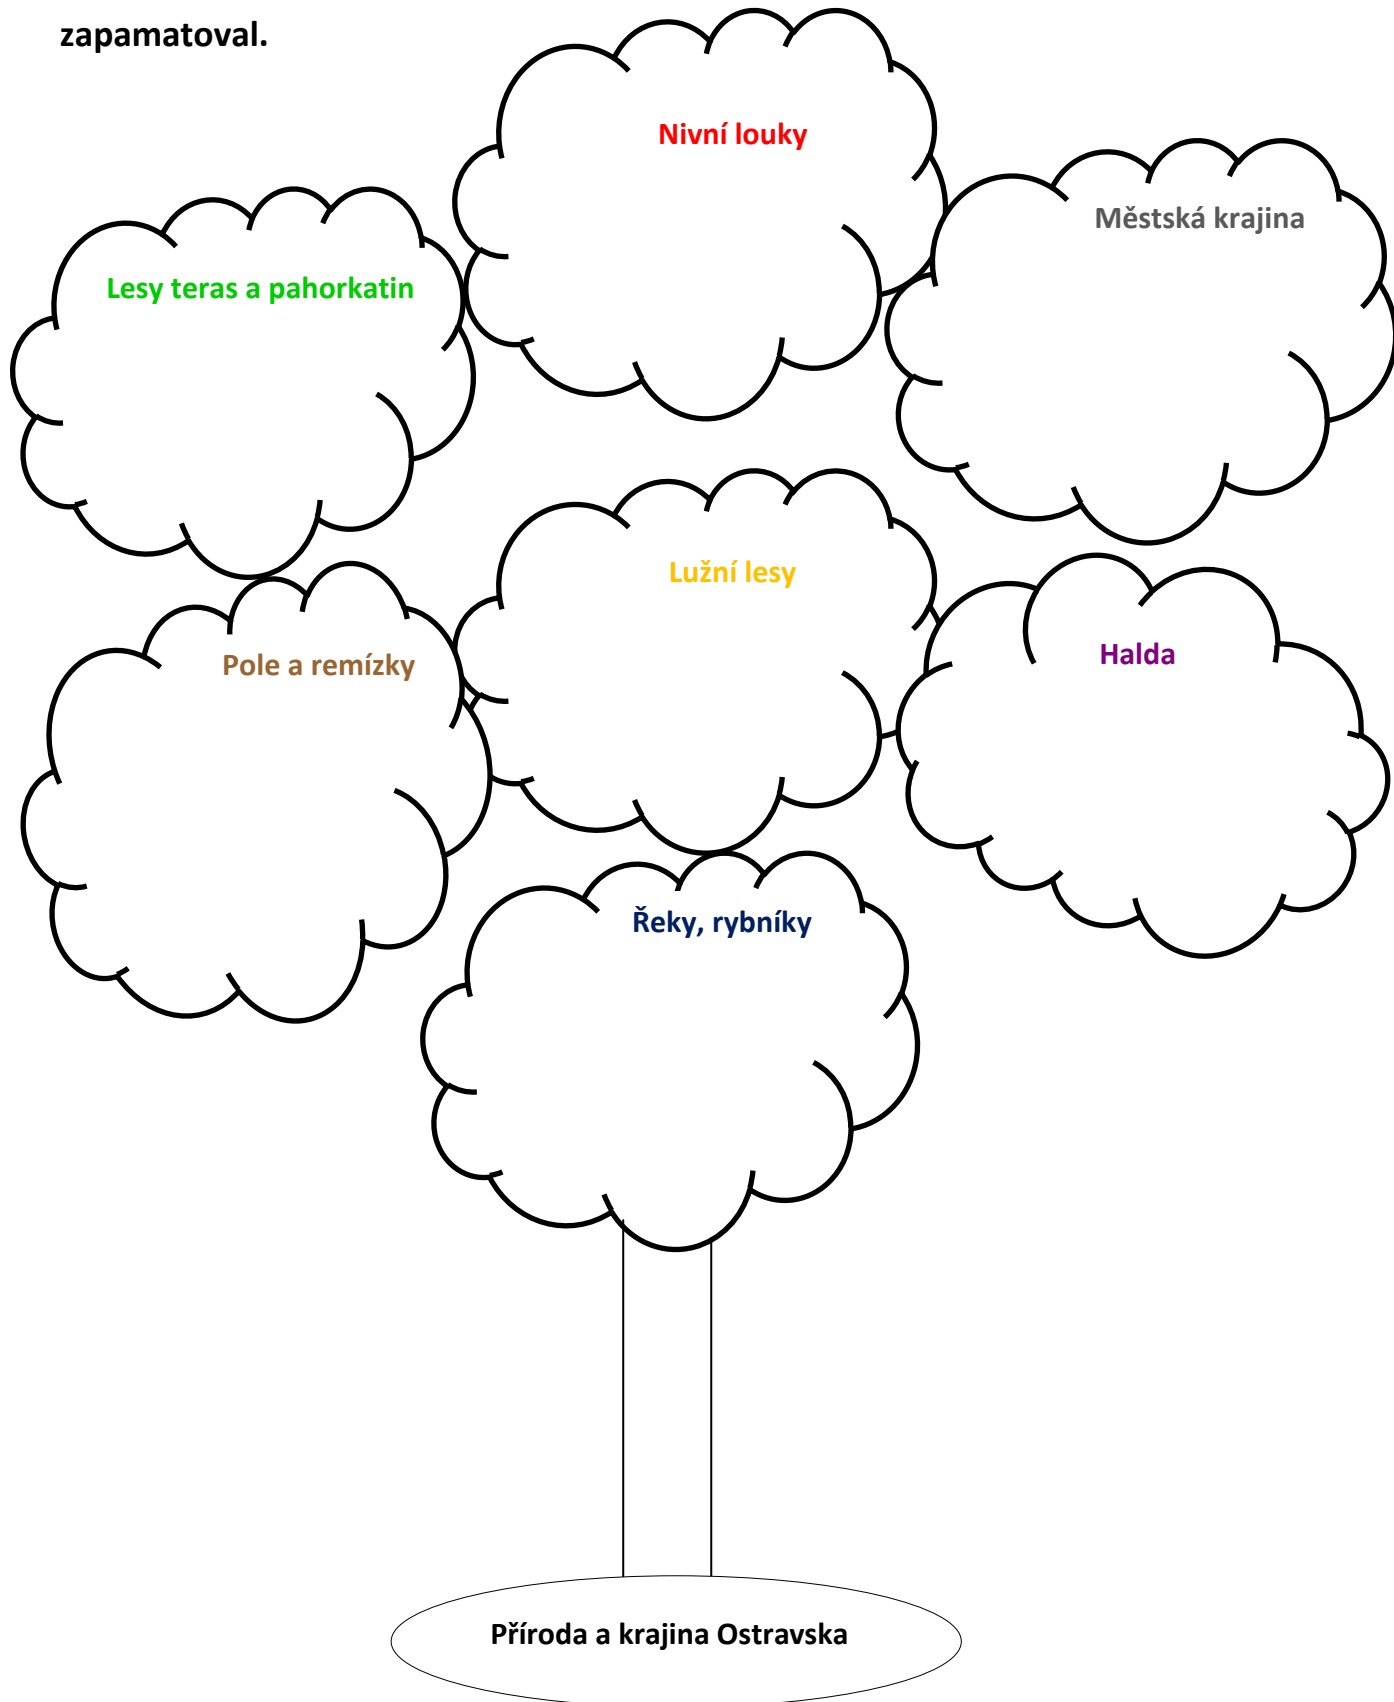 zapamatoval.
Nivní louky
Městská krajina
Lesy teras a pahorkatin
Lužní lesy
Halda
Pole a remízky
Řeky, rybníky
Příroda a krajina Ostravska